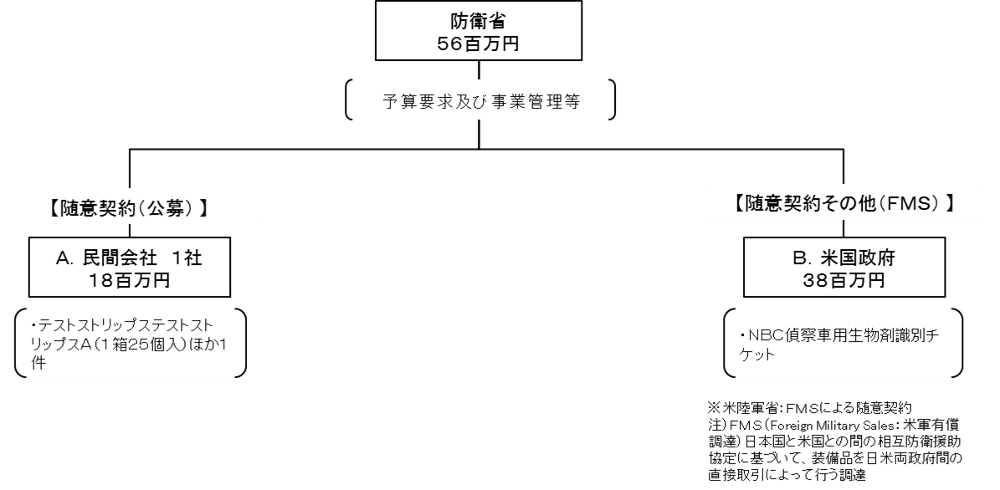 防衛省
５６百万円
予算要求及び事業管理等
【随意契約（公募）】
A．民間会社　１社
１８百万円
・テストストリップステストスト
リップスA（１箱２５個入）ほか１
件
【随意契約その他（ＦＭＳ）】
B．米国政府
３８百万円
・ＮＢＣ偵察車用生物剤識別チ
ケット
※米陸軍省：ＦＭＳによる随意契約
注）ＦＭＳ（Foreign Military Sales：米軍有償
調達）日本国と米国との間の相互防衛援助
協定に基づいて、装備品を日米両政府間の
直接取引によって行う調達